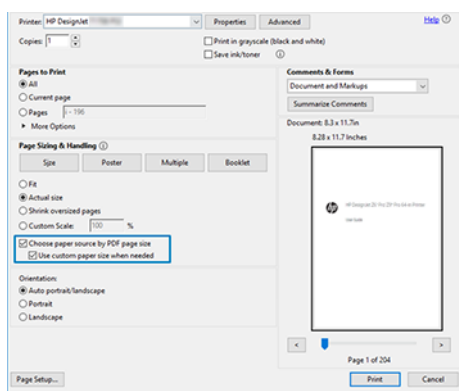 Printer: HP DesignJet
Properties
Advanced
Help
Copies: 1
Print in grayscale (black and white)
Save ink/toner
Pages to Print
All
Current page
Pages 1 - 196
More Options
Comments & Forms
Document and Markups
Summarize Comments
Document: 8.3 x 11.7in
8.28 x 11.7 Inches
Page Sizing & Handling
Size
Poster
Multiple
Booklet
Fit
Actual size
Shrink oversized pages
Custom Scale: 100 %
Choose paper source by PDF page size
Use custom paper size when needed
Orientation:
Auto portrait/landscape
Portrait
Landscape
hp
<
>
Page 1 of 204
Page Setup...
Print
Cancel